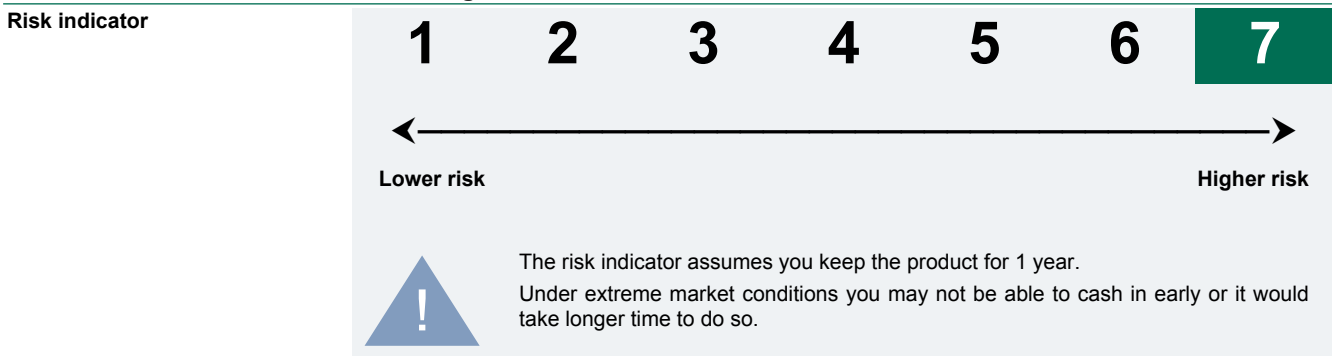 Risk indicator
1 2 3 4 5 6 7
Lower risk Higher risk
!
The risk indicator assumes you keep the product for 1 year.
Under extreme market conditions you may not be able to cash in early or it would
take longer time to do so.